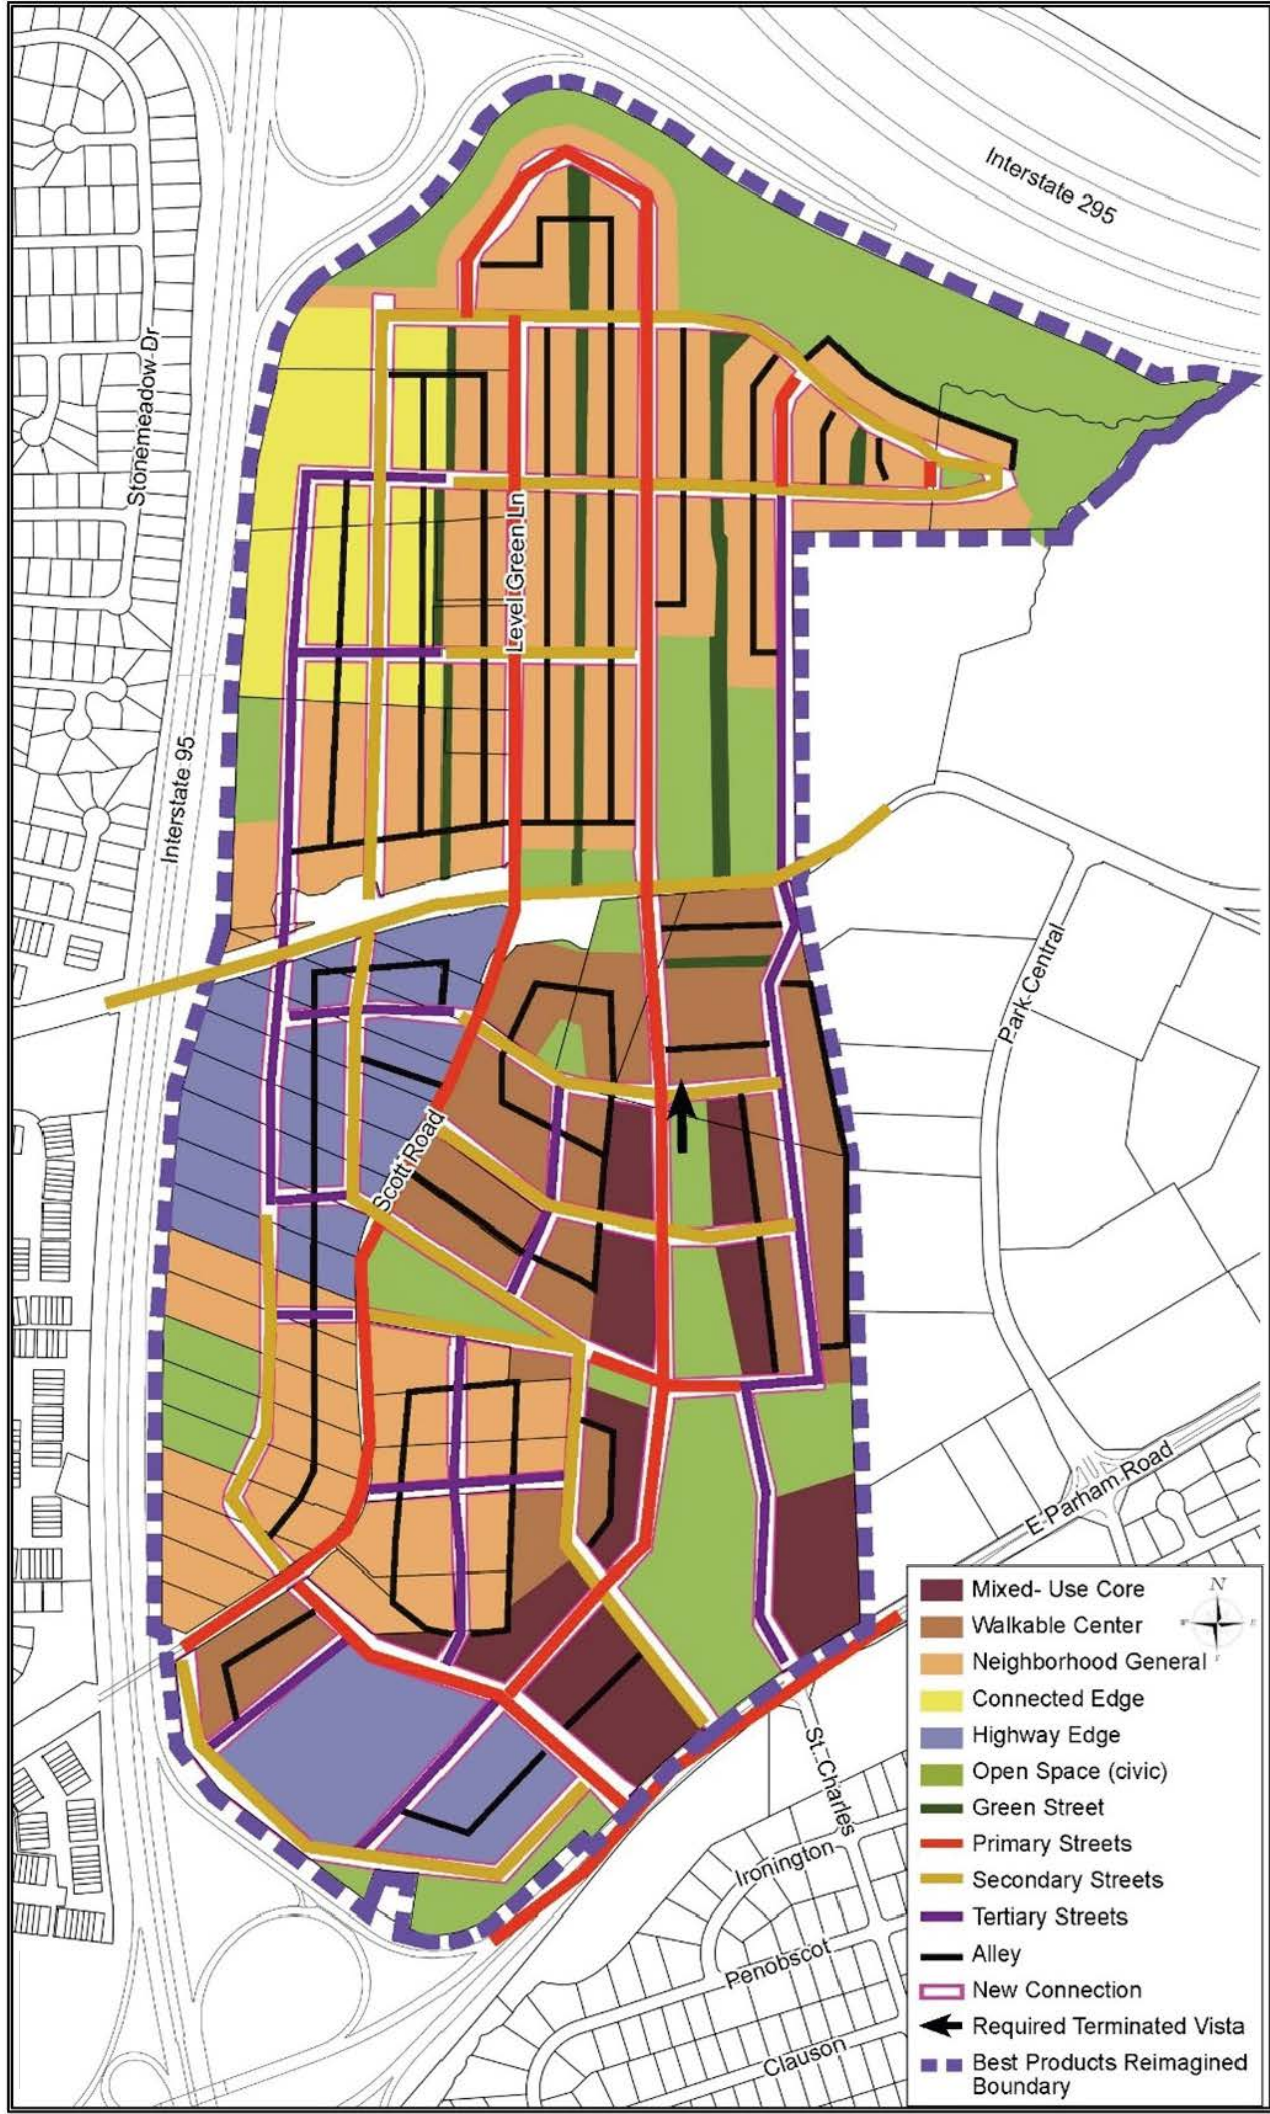 Interstate 295
Stonemeadow Dr
Level Green Ln
Interstate 95
Park Central
Scott Road
E Parham Road
St. Charles
Ironington
Penobscot
Clauson
N
Mixed- Use Core
Walkable Center
Neighborhood General
Connected Edge
Highway Edge
Open Space (civic)
Green Street
Primary Streets
Secondary Streets
Tertiary Streets
Alley
New Connection
Required Terminated Vista
Best Products Reimagined
Boundary